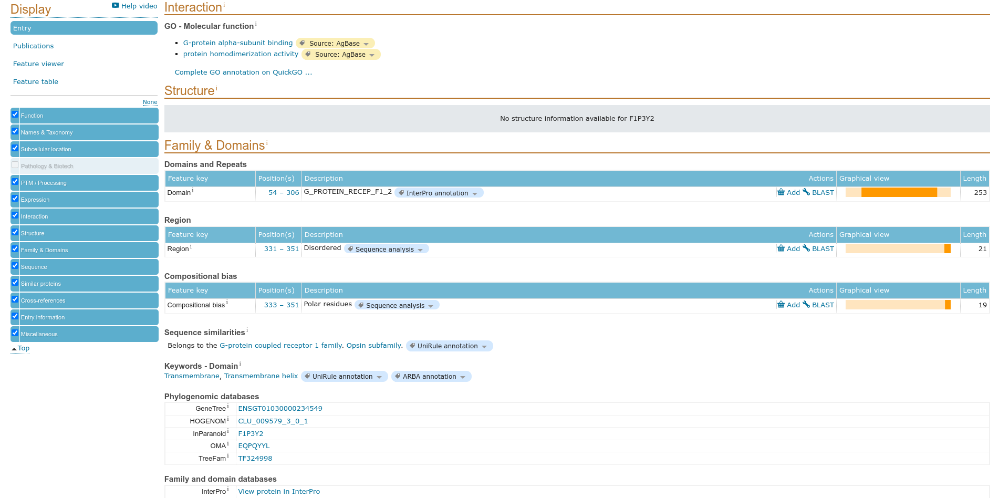 Display
Help video
Entry
Publications
Feature viewer
Feature table
None
Function
Names & Taxonomy
Subcellular location
Pathology & Biotech
PTM / Processing
Expression
Interaction
Structure
Family & Domains
Sequence
Similar proteins
Cross-references
Entry information
Miscellaneous
Top
Interaction i
GO - Molecular function i
G-protein alpha-subunit binding Source: AgBase
protein homodimerization activity Source: AgBase
Complete GO annotation on QuickGO ...
Structure i
No structure information available for F1P3Y2
Family & Domains i
Domains and Repeats
Feature key Position(s) Description Actions Graphical view Length
Domain i 54 – 306 G_PROTEIN_RECEP_F1_2 InterPro annotation Add BLAST 253
Region
Feature key Position(s) Description Actions Graphical view Length
Region i 331 – 351 Disordered Sequence analysis Add BLAST 21
Compositional bias
Feature key Position(s) Description Actions Graphical view Length
Compositional bias i 333 – 351 Polar residues Sequence analysis Add BLAST 19
Sequence similarities i
Belongs to the G-protein coupled receptor 1 family. Opsin subfamily. UniRule annotation
Keywords - Domain i
Transmembrane, Transmembrane helix UniRule annotation ARBA annotation
Phylogenomic databases
GeneTree i ENSGT01030000234549
HOGENOM i CLU_009579_3_0_1
InParanoid i F1P3Y2
OMA i EQPQYYL
TreeFam i TF324998
Family and domain databases
InterPro i View protein in InterPro